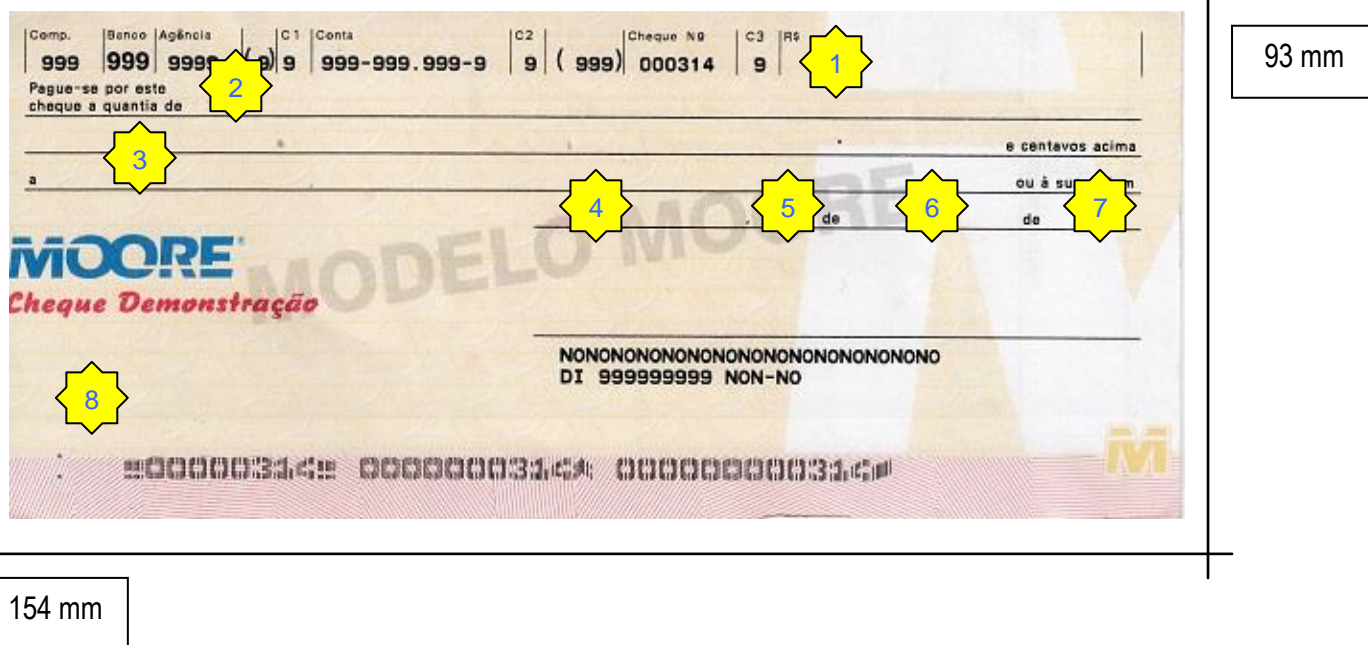 Comp. Banco Agência C1 Conta C2 Cheque Nº C3 R$
999 999 9999 (9) 9 999-999.999-9 9 ( 999) 000314 9 1
93 mm
Pague-se por este
cheque a quantia de 2
3 e centavos acima
a ou à
4 5 de 6 de 7
MOORE
MODELO MOORE
Cheque Demonstração
NONONONONONONONONONONONONONONO
DI 999999999 NON-NO
8
154 mm